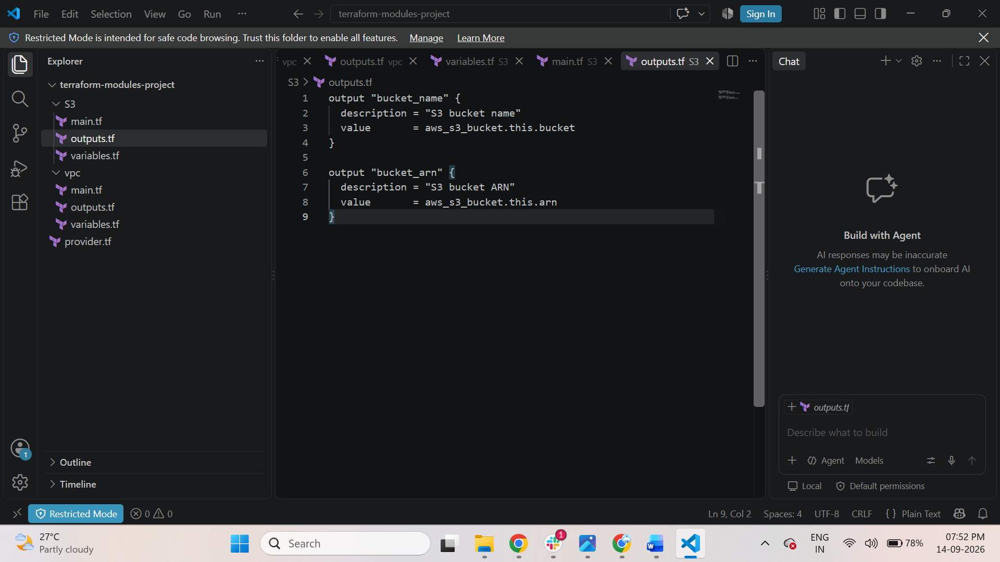 File Edit Selection View Go Run ···
terraform-modules-project
Sign In
Restricted Mode is intended for safe code browsing. Trust this folder to enable all features. Manage Learn More
Explorer
terraform-modules-project
S3
main.tf
outputs.tf
variables.tf
vpc
main.tf
outputs.tf
variables.tf
provider.tf
Outline
Timeline
1
vpc
outputs.tf vpc
variables.tf S3
main.tf S3
outputs.tf S3
S3 > outputs.tf
1 output "bucket_name" {
2 description = "S3 bucket name"
3 value = aws_s3_bucket.this.bucket
4 }
5
6 output "bucket_arn" {
7 description = "S3 bucket ARN"
8 value = aws_s3_bucket.this.arn
9 }
Chat
Build with Agent
AI responses may be inaccurate
Generate Agent Instructions to onboard AI
onto your codebase.
outputs.tf
Describe what to build
Agent Models
Local Default permissions
Restricted Mode 0 0
Ln 9, Col 2 Spaces: 4 UTF-8 CRLF { } Plain Text
27°C
Partly cloudy
Search
1
ENG
IN
78%
07:52 PM
14-09-2026